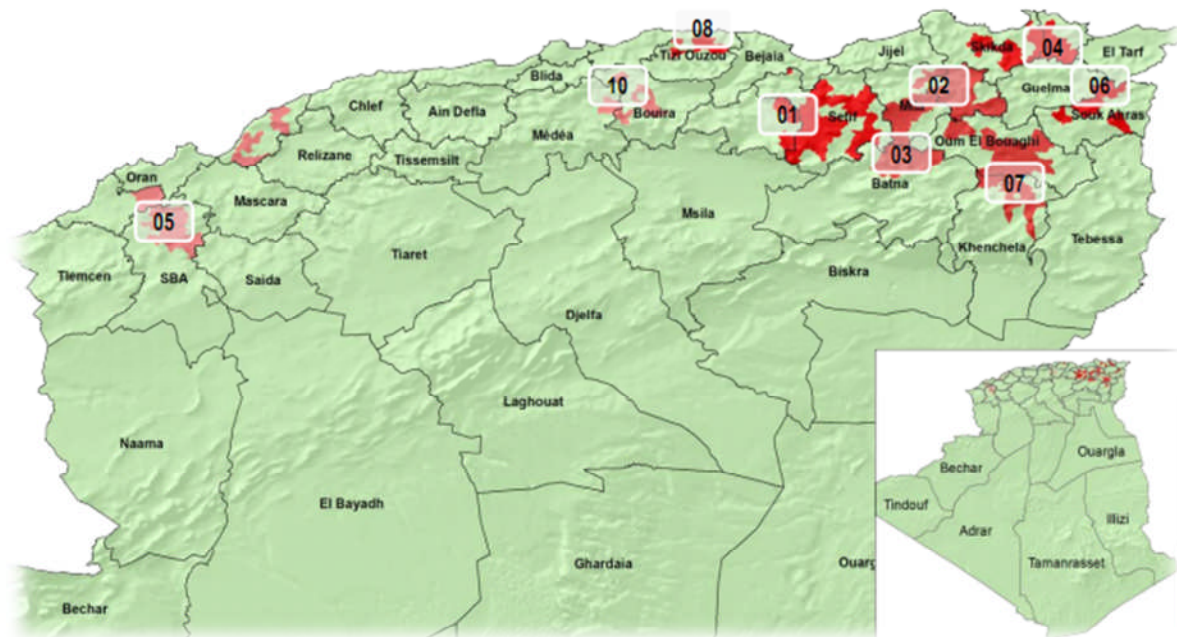 08
04
Skikda
El Tarf
Jijel
Tizi Ouzou
Bejaia
Blida
10
02
06
Guelma
Chlef
Ain Defla
Bouira
01
Setif
Souk Ahras
Médéa
Oum El Bouaghi
Relizane
Tissemsilt
03
Oran
Batna
07
Mascara
05
Msila
Khenchela
Tebessa
Tiaret
Biskra
Tlemcen
SBA
Saida
Djelfa
Laghouat
Naama
Ouargla
Bechar
El Bayadh
Tindouf
Illizi
Adrar
Ghardaia
Tamanrasset
Bechar